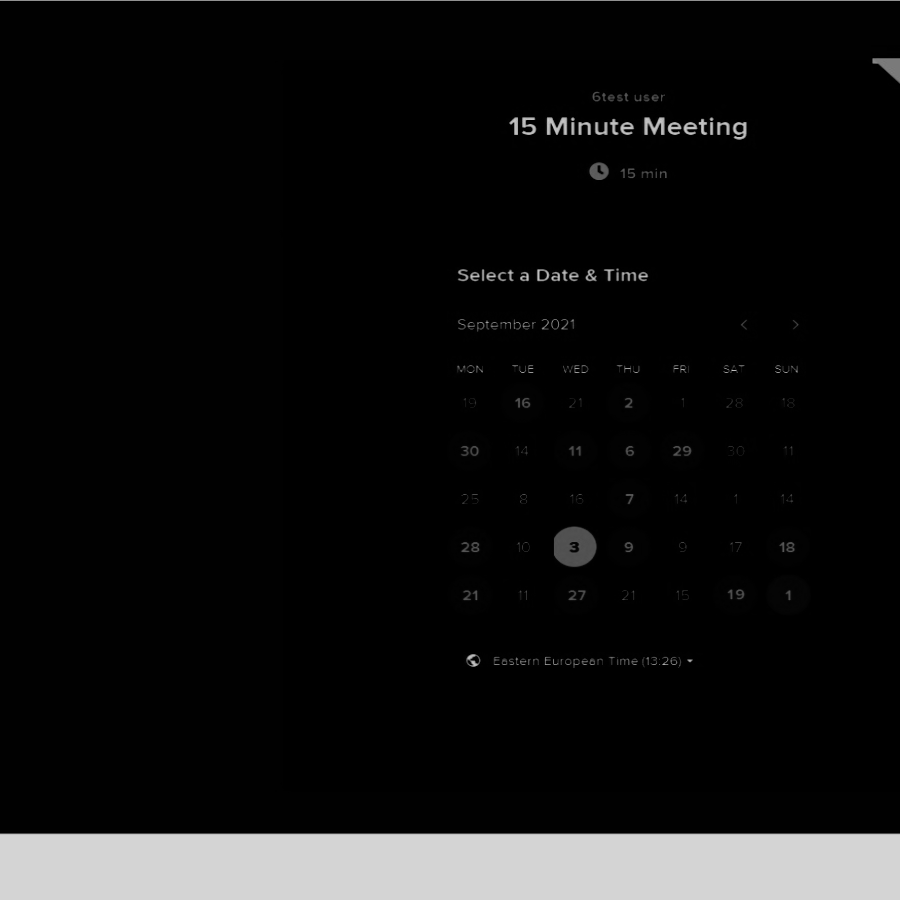 6test user
15 Minute Meeting
15 min
Select a Date & Time
September 2021
MON TUE WED THU FRI SAT SUN
19 16 21 2 1 28 18
30 14 11 6 29 30 11
25 8 16 7 14 1 14
28 10 3 9 9 17 18
21 11 27 21 15 19 1
Eastern European Time (13:26)